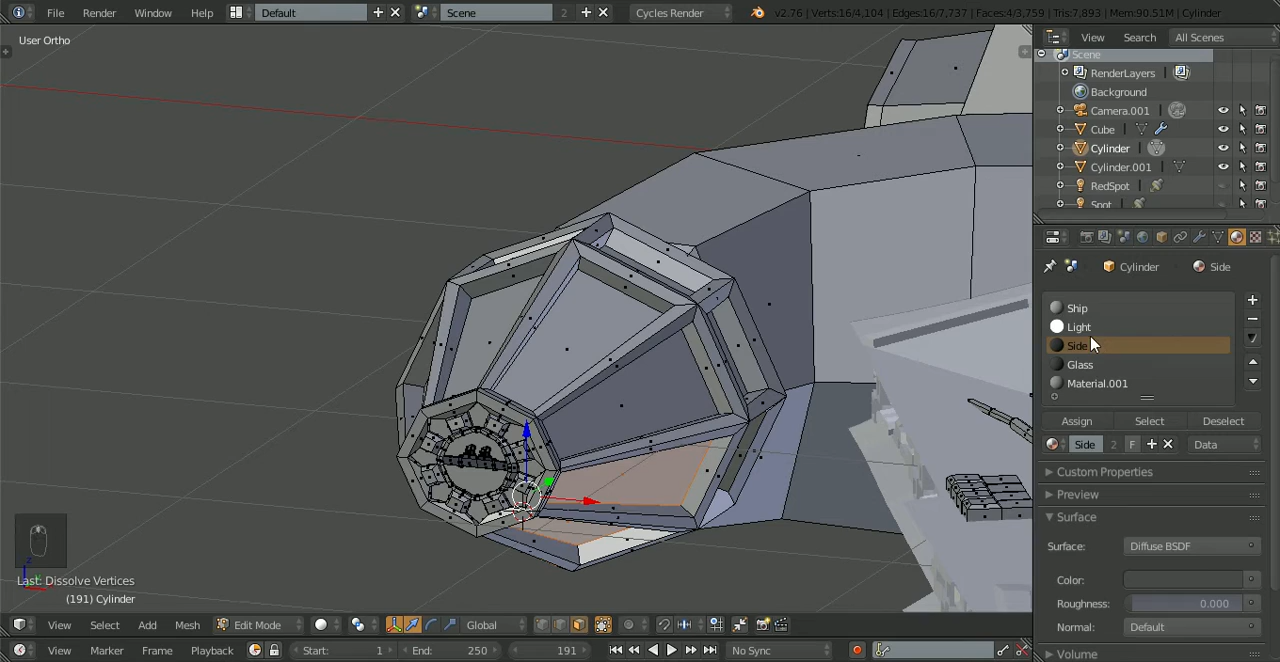 File Render Window Help Default Scene 2 Cycles Render v2.76 | Verts:16/4,104 | Edges:16/7,737 | Faces:4/3,759 | Tris:7,893 | Mem:90.51M | Cylinder
User Ortho
View Search All Scenes
Scene
RenderLayers
Background
Camera.001
Cube
Cylinder
Cylinder.001
RedSpot
Spot
Cylinder Side
Ship
Light
Side
Glass
Material.001
Assign Select Deselect
Side 2 F Data
Custom Properties
Preview
Surface
Surface: Diffuse BSDF
Color:
Roughness: 0.000
Normal: Default
Volume
Last: Dissolve Vertices
(191) Cylinder
View Select Add Mesh Edit Mode Global
View Marker Frame Playback Start: 1 End: 250 191 No Sync